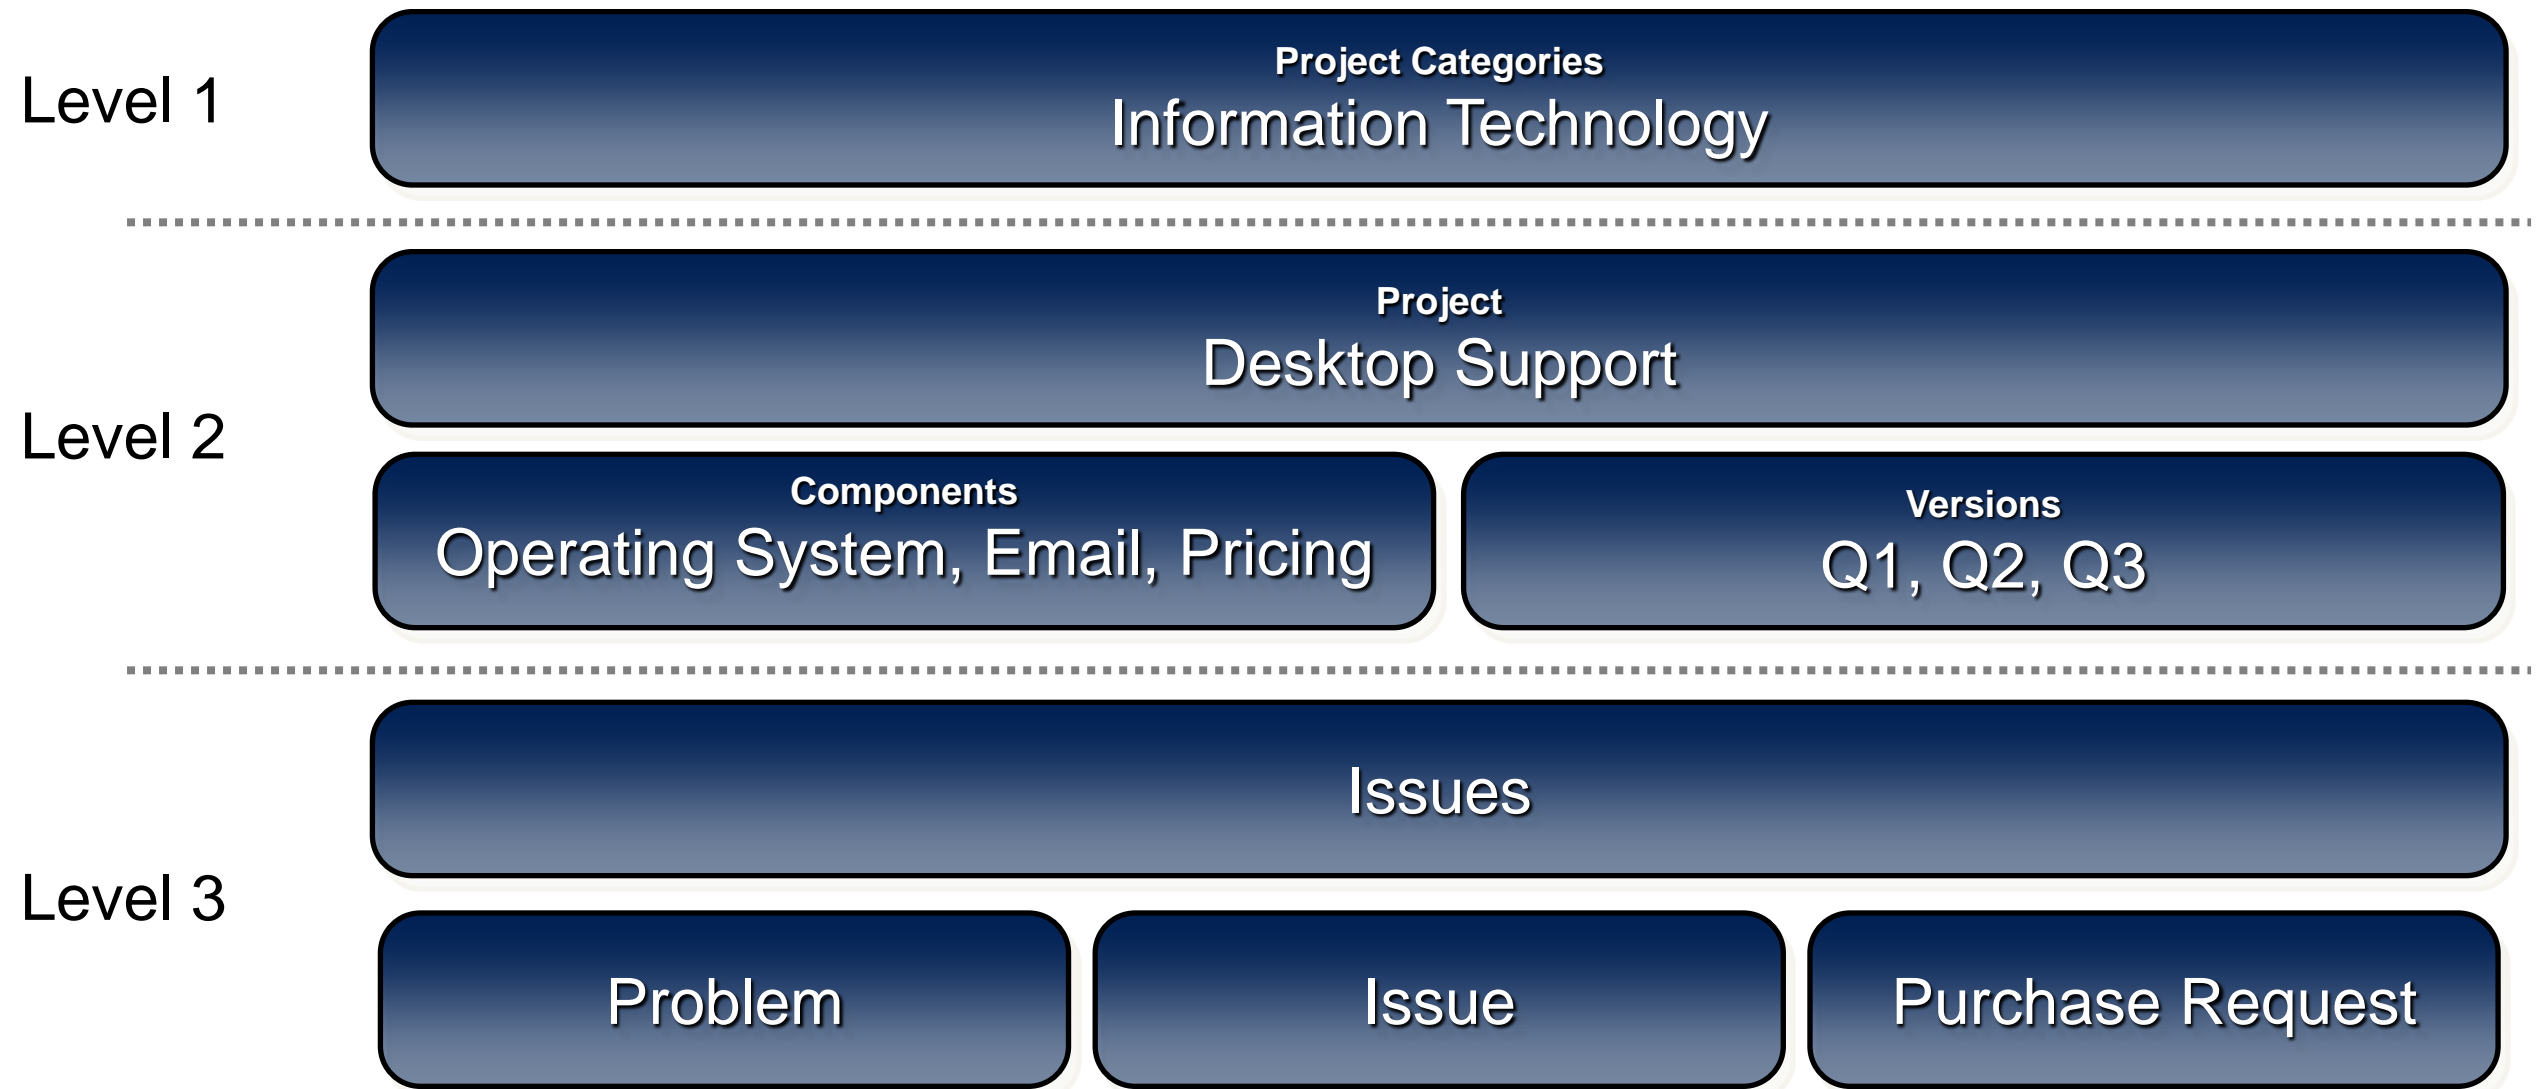 Level 1
Project Categories
Information Technology
Level 2
Project
Desktop Support
Components
Operating System, Email, Pricing
Versions
Q1, Q2, Q3
Level 3
Issues
Problem
Issue
Purchase Request